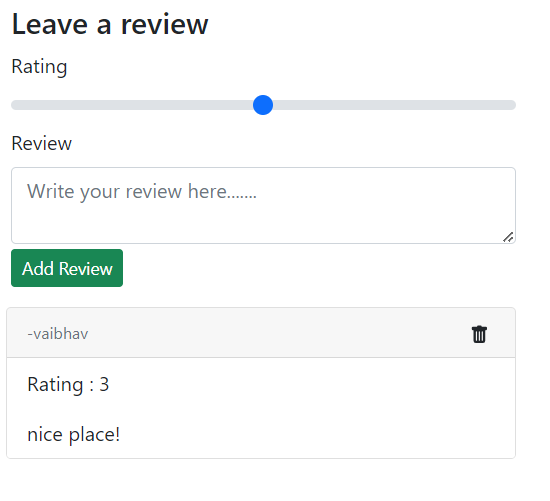 Leave a review
Rating
Review
Write your review here.......
Add Review
-vaibhav
Rating : 3
nice place!